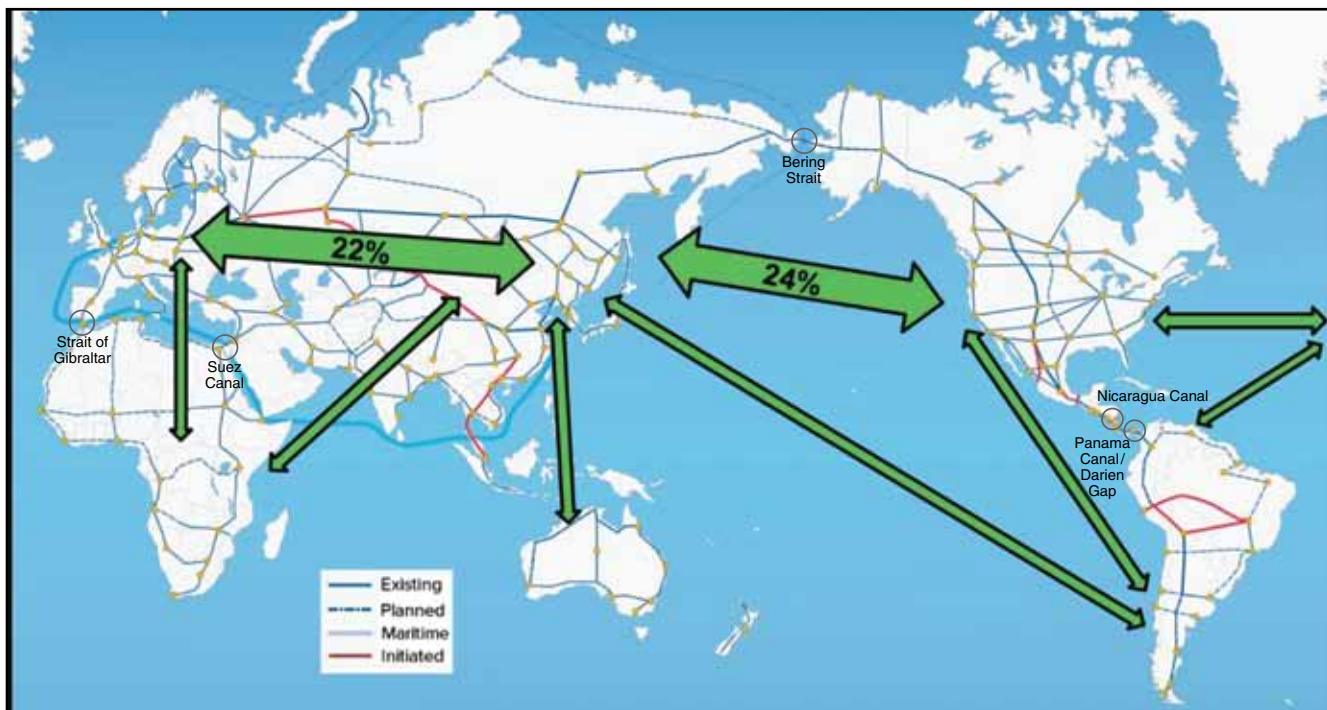 Bering
Strait
22%
24%
Strait of
Gibraltar
Suez
Canal
Nicaragua Canal
Panama
Canal/
Darien
Gap
Existing
Planned
Maritime
Initiated